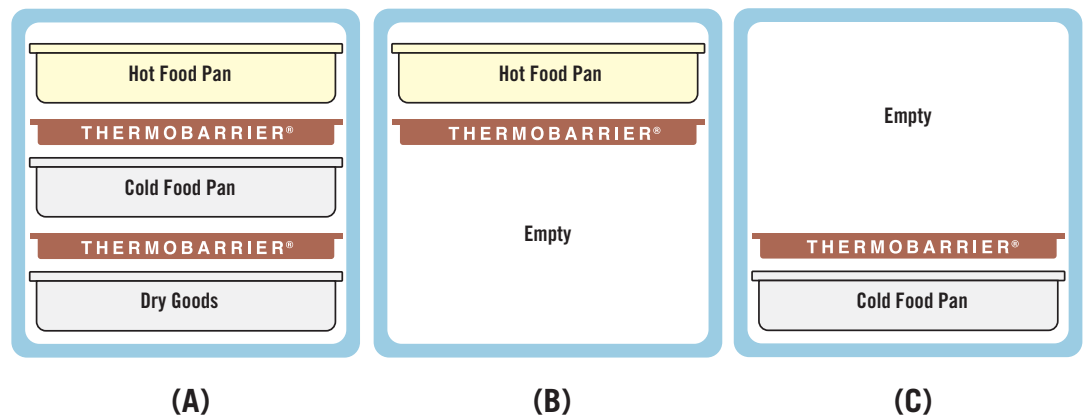 Hot Food Pan
THERMOBARRIER®
Cold Food Pan
THERMOBARRIER®
Dry Goods
(A)
Hot Food Pan
THERMOBARRIER®
Empty
(B)
Empty
THERMOBARRIER®
Cold Food Pan
(C)